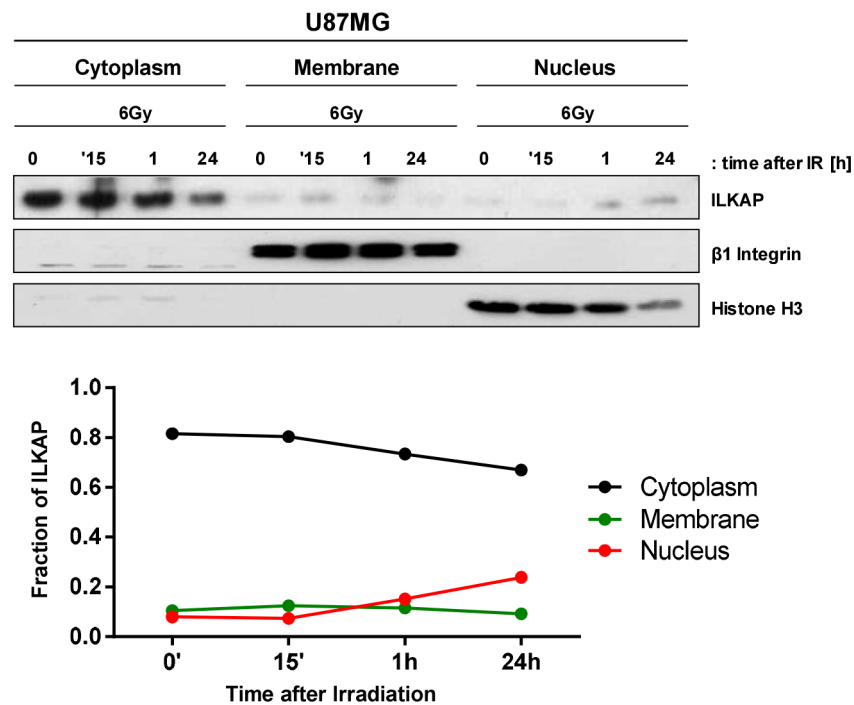 U87MG
Cytoplasm Membrane Nucleus
6Gy 6Gy 6Gy
0 '15 1 24 0 '15 1 24 0 '15 1 24 : time after IR [h]
ILKAP
β1 Integrin
Histone H3
1.0
0.8
0.6
0.4
0.2
0.0
Fraction of ILKAP
0' 15' 1h 24h
Time after Irradiation
Cytoplasm
Membrane
Nucleus